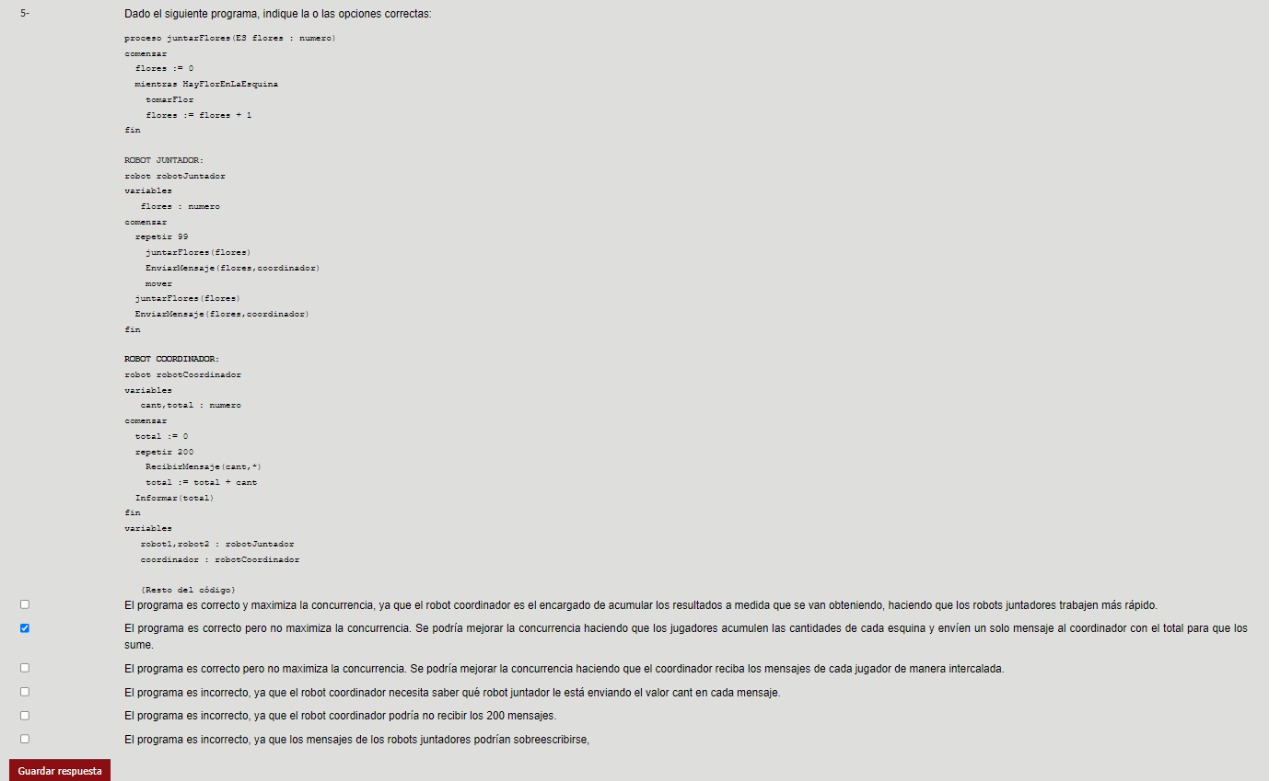 5-
Dado el siguiente programa, indique la o las opciones correctas:
proceso juntarFlores(ES flores : numero)
comenzar
flores := 0
mientras HayFlorEnLaEsquina
tomarFlor
flores := flores + 1
fin
ROBOT JUNTADOR:
robot robotJuntador
variables
flores : numero
comenzar
repetir 99
juntarFlores(flores)
EnviarMensaje(flores,coordinador)
mover
juntarFlores(flores)
EnviarMensaje(flores,coordinador)
fin
ROBOT COORDINADOR:
robot robotCoordinador
variables
cant,total : numero
comenzar
total := 0
repetir 200
RecibirMensaje(cant,*)
total := total + cant
Informar(total)
fin
variables
robot1,robot2 : robotJuntador
coordinador : robotCoordinador
{Resto del código}
El programa es correcto y maximiza la concurrencia, ya que el robot coordinador es el encargado de acumular los resultados a medida que se van obteniendo, haciendo que los robots juntadores trabajen más rápido.
El programa es correcto pero no maximiza la concurrencia. Se podría mejorar la concurrencia haciendo que los jugadores acumulen las cantidades de cada esquina y envíen un solo mensaje al coordinador con el total para que los
sume.
El programa es correcto pero no maximiza la concurrencia. Se podría mejorar la concurrencia haciendo que el coordinador reciba los mensajes de cada jugador de manera intercalada.
El programa es incorrecto, ya que el robot coordinador necesita saber qué robot juntador le está enviando el valor cant en cada mensaje.
El programa es incorrecto, ya que el robot coordinador podría no recibir los 200 mensajes.
El programa es incorrecto, ya que los mensajes de los robots juntadores podrían sobreescribirse,
Guardar respuesta